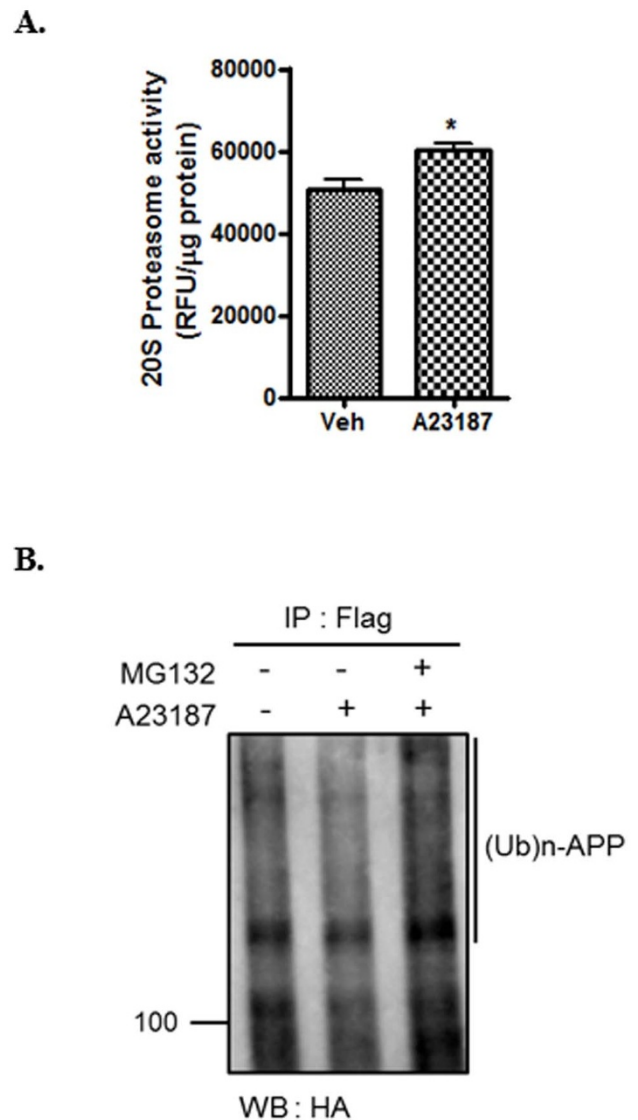 A.
20S Proteasome activity
(RFU/µg protein)
80000
60000
40000
20000
0
*
Veh A23187
B.
IP : Flag
MG132 - - +
A23187 - + +
(Ub)n-APP
100
WB : HA